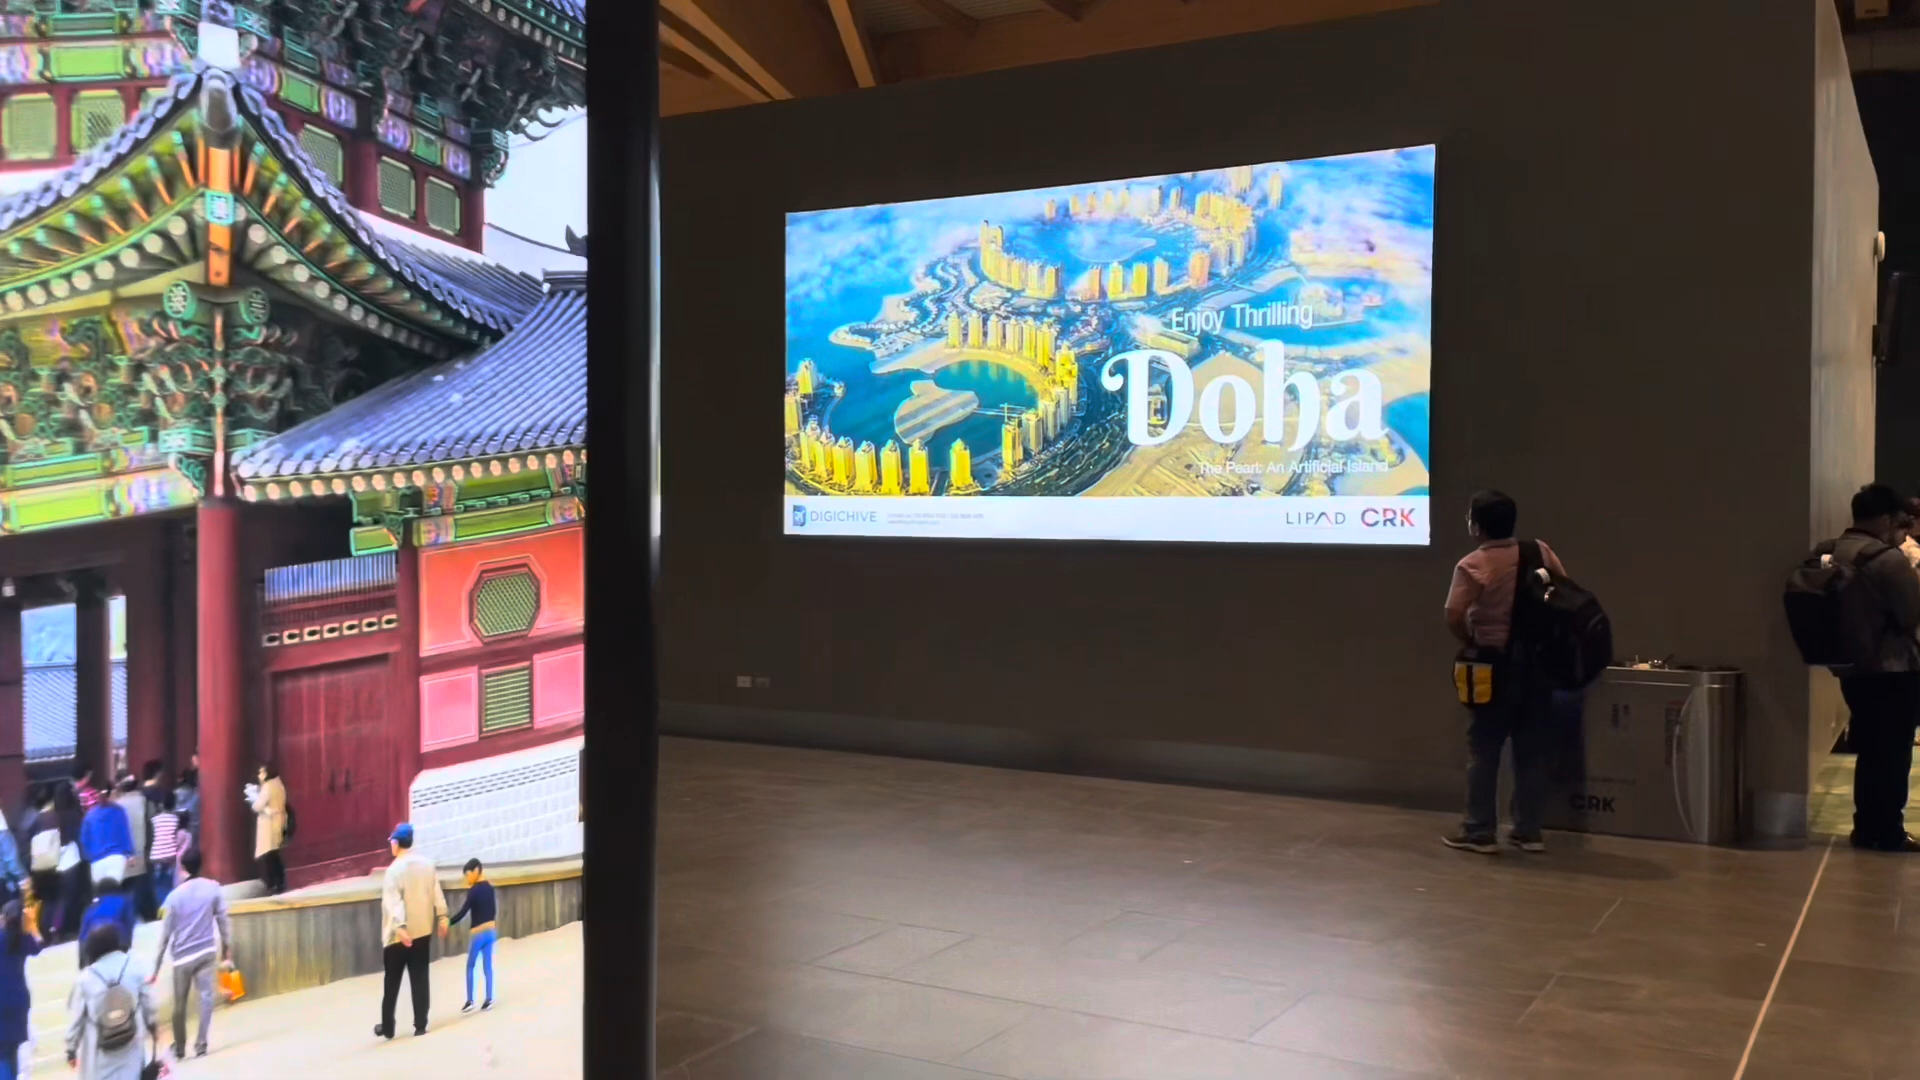 Enjoy Thrilling
Doha
The Pearl: An Artificial Island
DIGICHIVE
LIPAD CRK
CRK